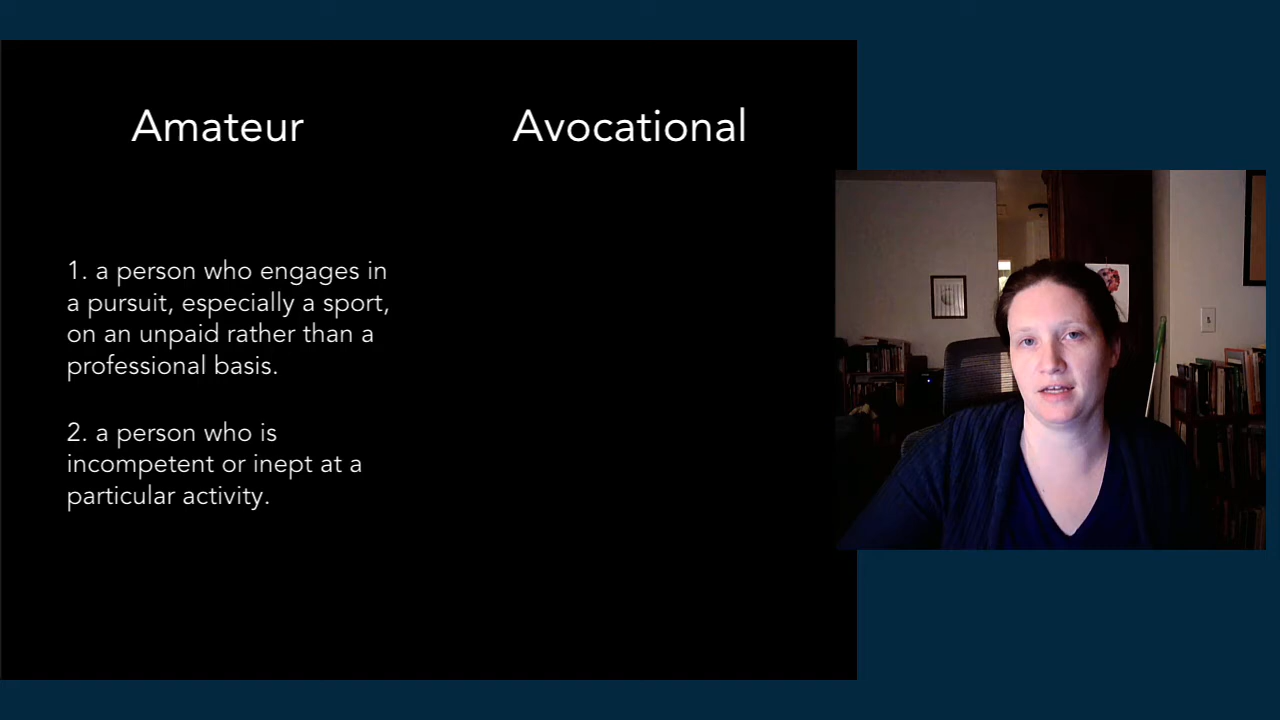 Amateur
Avocational
1. a person who engages in
a pursuit, especially a sport,
on an unpaid rather than a
professional basis.
2. a person who is
incompetent or inept at a
particular activity.